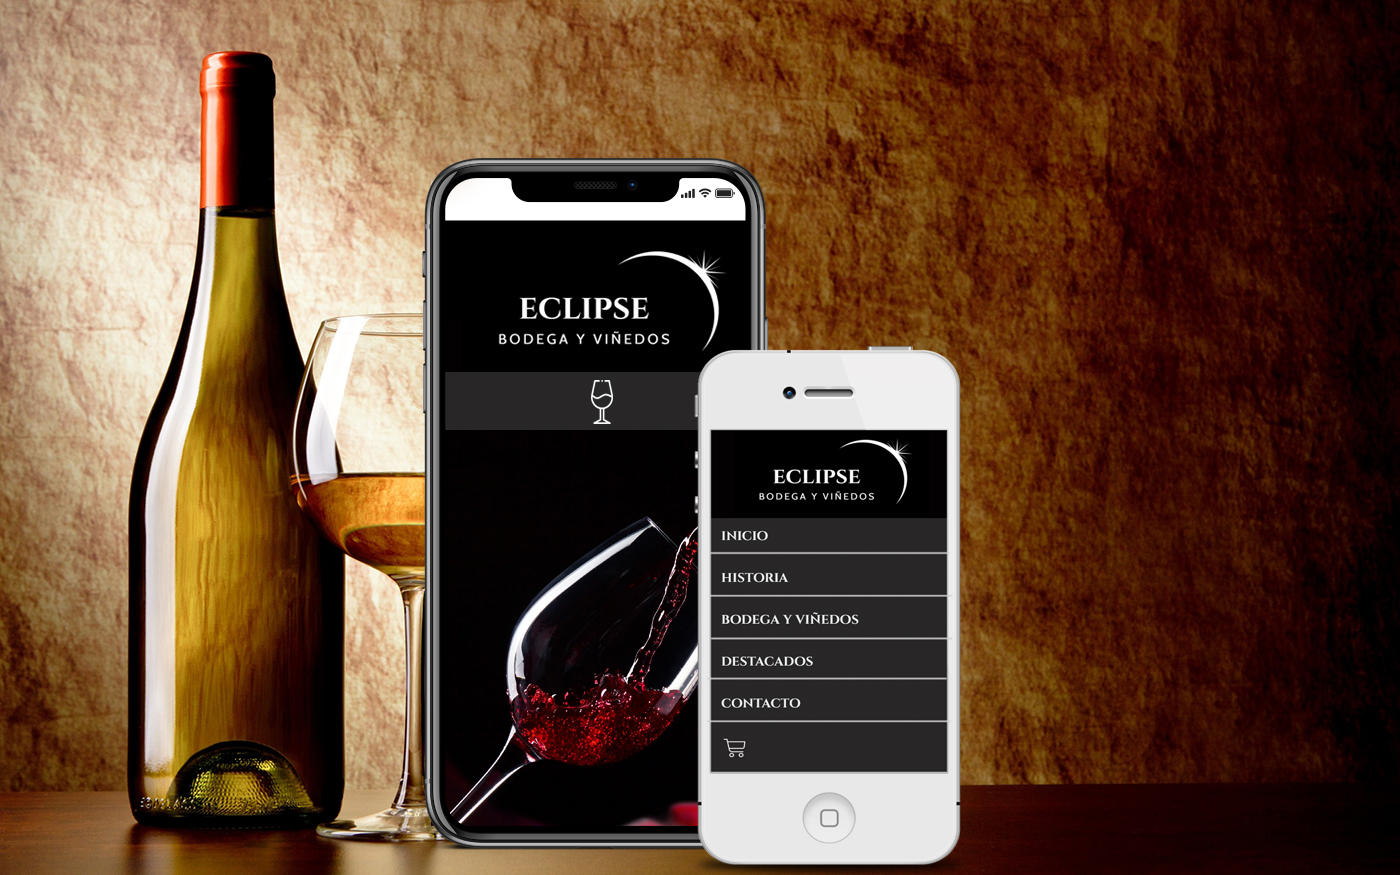 ECLIPSE
BODEGA Y VIÑEDOS
ECLIPSE
BODEGA Y VIÑEDOS
INICIO
HISTORIA
BODEGA Y VIÑEDOS
DESTACADOS
CONTACTO